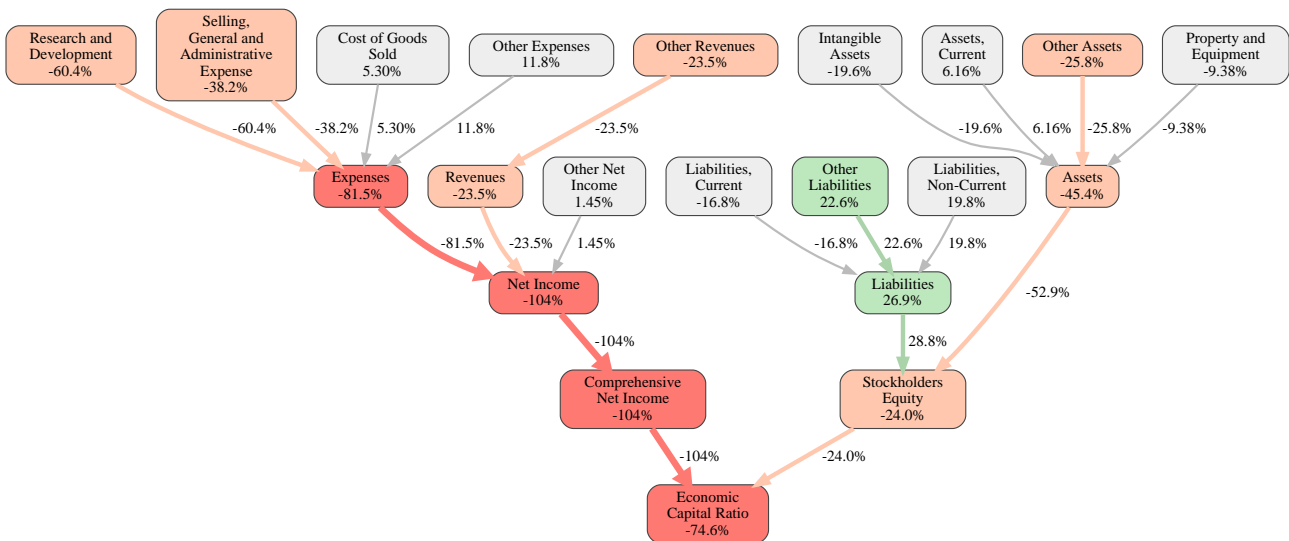 Research and
Development
-60.4%
Selling,
General and
Administrative
Expense
-38.2%
Cost of Goods
Sold
5.30%
Other Expenses
11.8%
Other Revenues
-23.5%
Intangible
Assets
-19.6%
Assets,
Current
6.16%
Other Assets
-25.8%
Property and
Equipment
-9.38%
-60.4%
-38.2%
5.30%
11.8%
-23.5%
-19.6%
6.16%
-25.8%
-9.38%
Expenses
-81.5%
Revenues
-23.5%
Other Net
Income
1.45%
Liabilities,
Current
-16.8%
Other
Liabilities
22.6%
Liabilities,
Non-Current
19.8%
Assets
-45.4%
-81.5%
-23.5%
1.45%
-16.8%
22.6%
19.8%
-52.9%
Net Income
-104%
Liabilities
26.9%
-104%
28.8%
Comprehensive
Net Income
-104%
Stockholders
Equity
-24.0%
-104%
-24.0%
Economic
Capital Ratio
-74.6%